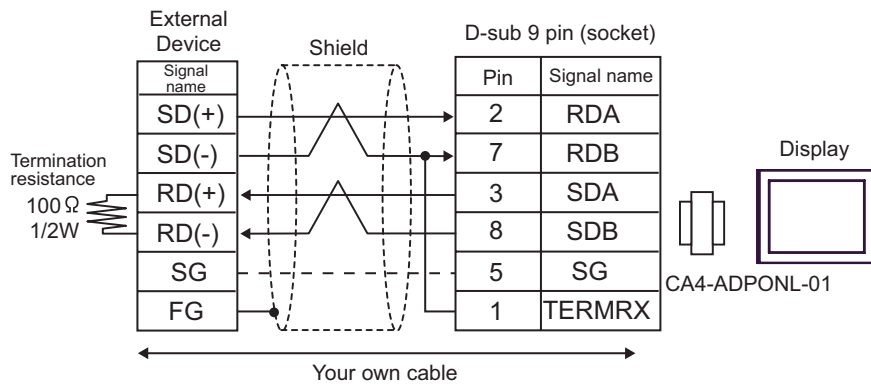 External
Device
Shield
D-sub 9 pin (socket)
Signal
name
Pin
Signal name
SD(+)
2
RDA
SD(-)
7
RDB
Display
Termination
resistance
100 Ω
1/2W
RD(+)
3
SDA
RD(-)
8
SDB
SG
5
SG
CA4-ADPONL-01
FG
1
TERMRX
Your own cable